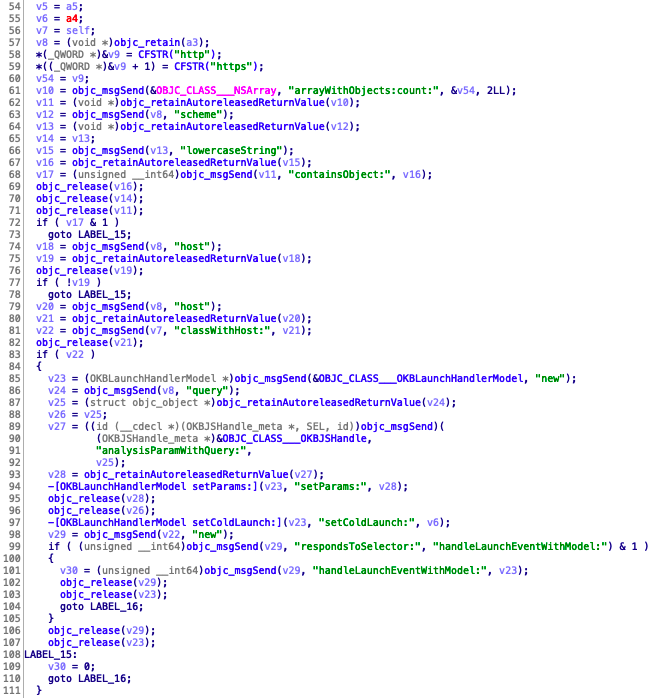 54 v5 = a5;
55 v6 = a4;
56 v7 = self;
57 v8 = (void *)objc_retain(a3);
58 *(_QWORD *)&v9 = CFSTR("http");
59 *((_QWORD *)&v9 + 1) = CFSTR("https");
60 v54 = v9;
61 v10 = objc_msgSend(&OBJC_CLASS___NSArray, "arrayWithObjects:count:", &v54, 2LL);
62 v11 = (void *)objc_retainAutoreleasedReturnValue(v10);
63 v12 = objc_msgSend(v8, "scheme");
64 v13 = (void *)objc_retainAutoreleasedReturnValue(v12);
65 v14 = v13;
66 v15 = objc_msgSend(v13, "lowercaseString");
67 v16 = objc_retainAutoreleasedReturnValue(v15);
68 v17 = (unsigned __int64)objc_msgSend(v11, "containsObject:", v16);
69 objc_release(v16);
70 objc_release(v14);
71 objc_release(v11);
72 if ( v17 & 1 )
73 goto LABEL_15;
74 v18 = objc_msgSend(v8, "host");
75 v19 = objc_retainAutoreleasedReturnValue(v18);
76 objc_release(v19);
77 if ( !v19 )
78 goto LABEL_15;
79 v20 = objc_msgSend(v8, "host");
80 v21 = objc_retainAutoreleasedReturnValue(v20);
81 v22 = objc_msgSend(v7, "classWithHost:", v21);
82 objc_release(v21);
83 if ( v22 )
84 {
85 v23 = (OKBLaunchHandlerModel *)objc_msgSend(&OBJC_CLASS___OKBLaunchHandlerModel, "new");
86 v24 = objc_msgSend(v8, "query");
87 v25 = (struct objc_object *)objc_retainAutoreleasedReturnValue(v24);
88 v26 = v25;
89 v27 = ((id (__cdecl *)(OKBJSHandle_meta *, SEL, id))objc_msgSend)(
90 (OKBJSHandle_meta *)&OBJC_CLASS___OKBJSHandle,
91 "analysisParamWithQuery:",
92 v25);
93 v28 = objc_retainAutoreleasedReturnValue(v27);
94 -[OKBLaunchHandlerModel setParams:](v23, "setParams:", v28);
95 objc_release(v28);
96 objc_release(v26);
97 -[OKBLaunchHandlerModel setColdLaunch:](v23, "setColdLaunch:", v6);
98 v29 = objc_msgSend(v22, "new");
99 if ( (unsigned __int64)objc_msgSend(v29, "respondsToSelector:", "handleLaunchEventWithModel:") & 1 )
100 {
101 v30 = (unsigned __int64)objc_msgSend(v29, "handleLaunchEventWithModel:", v23);
102 objc_release(v29);
103 objc_release(v23);
104 goto LABEL_16;
105 }
106 objc_release(v29);
107 objc_release(v23);
108 LABEL_15:
109 v30 = 0;
110 goto LABEL_16;
111 }